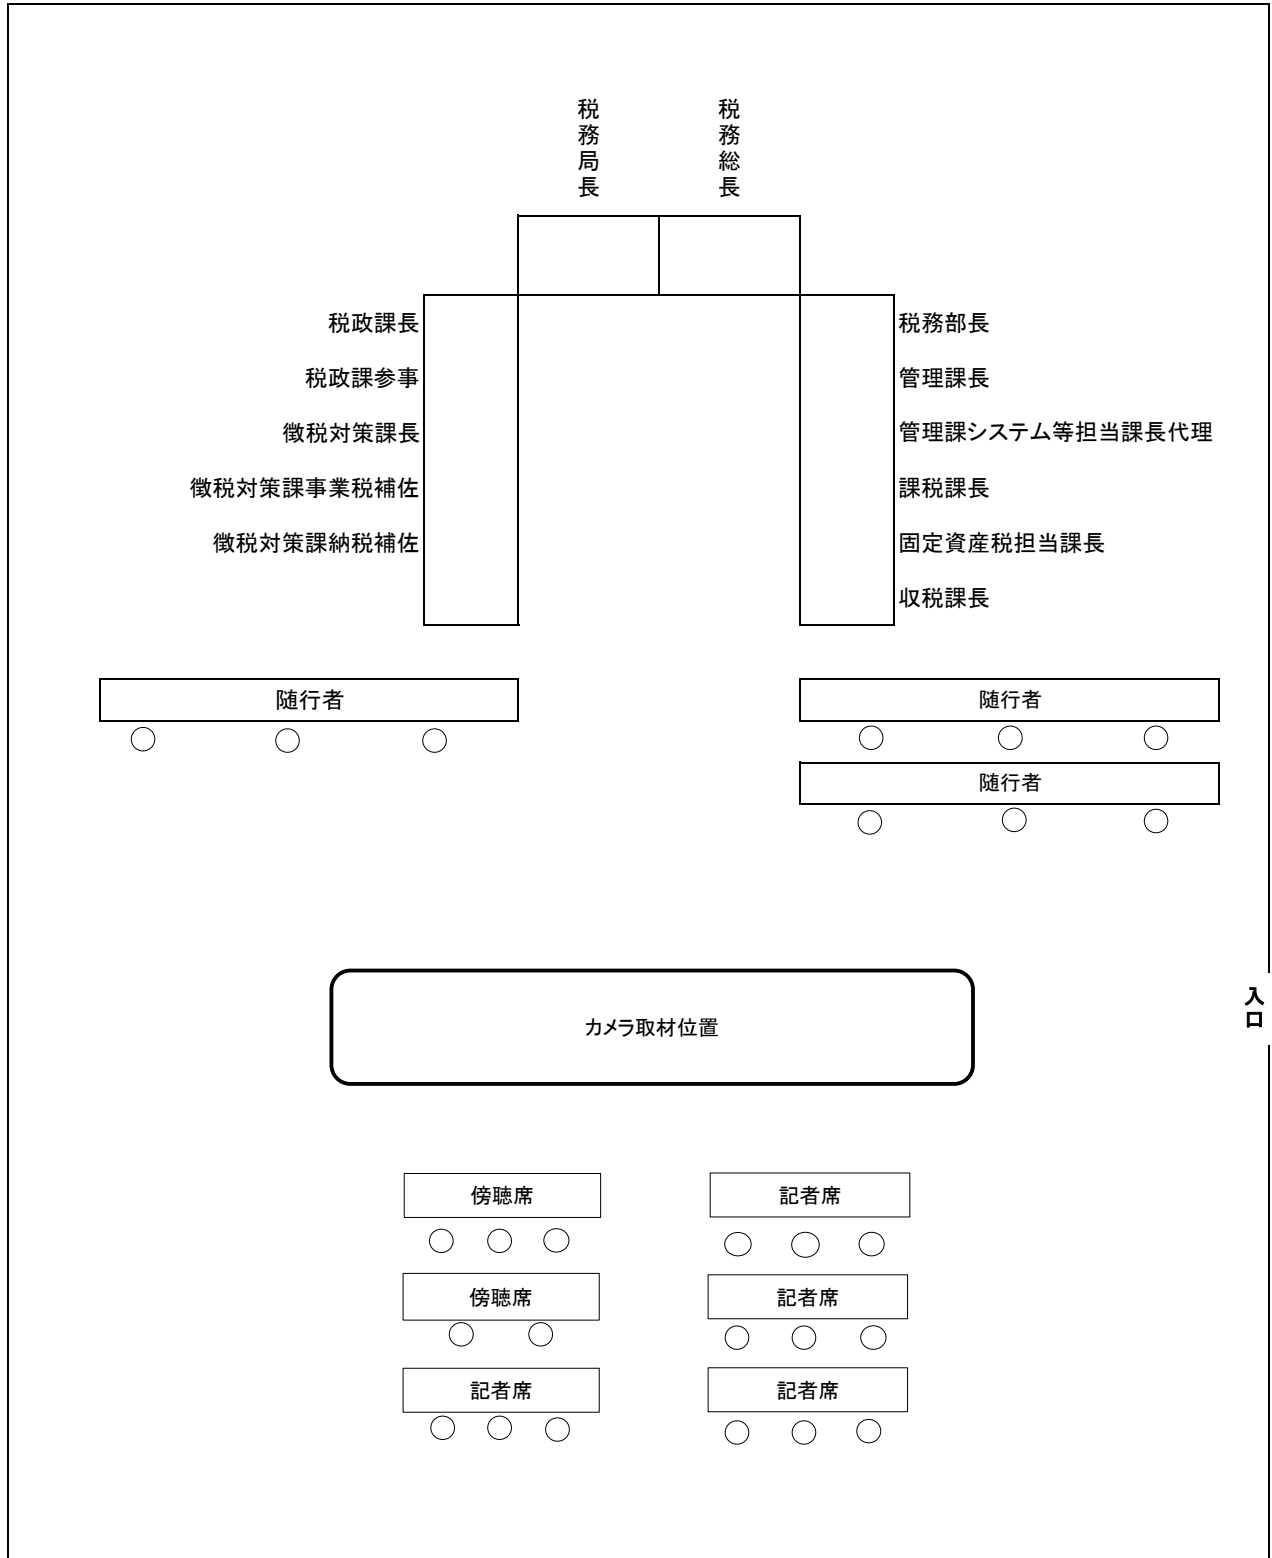 税務局長
税務総長
税政課長
税務部長
税政課参事
管理課長
徴税対策課長
管理課システム等担当課長代理
徴税対策課事業税補佐
課税課長
徴税対策課納税補佐
固定資産税担当課長
収税課長
随行者
随行者
随行者
入口
カメラ取材位置
傍聴席
記者席
傍聴席
記者席
記者席
記者席